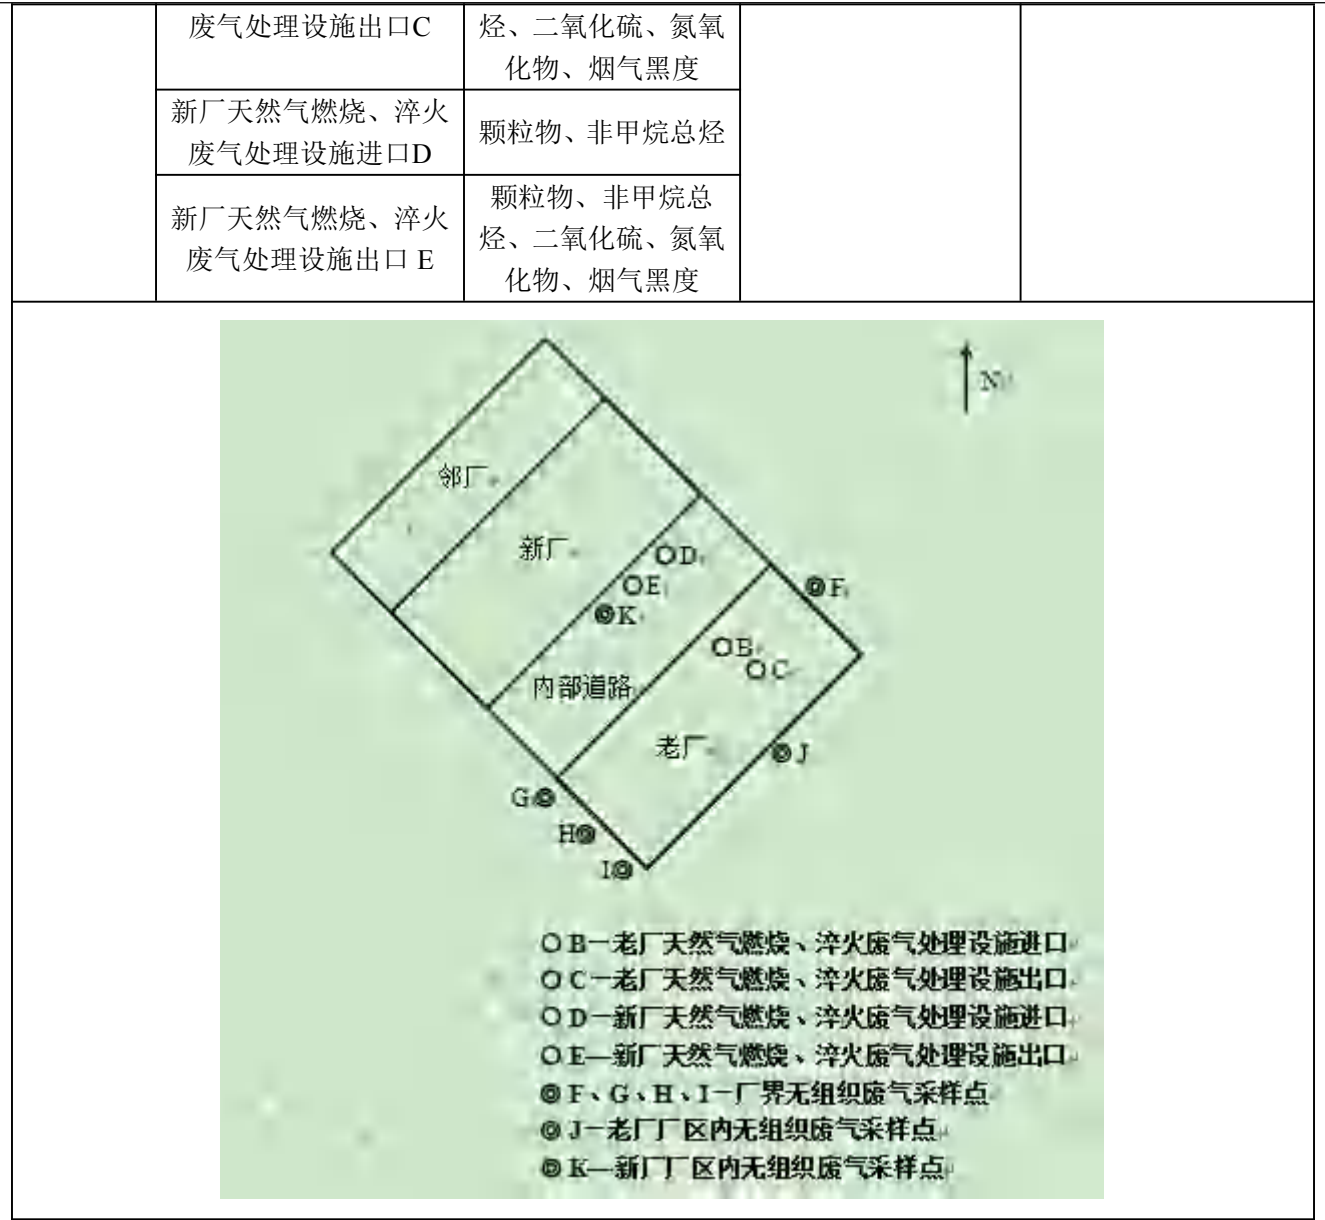 废气处理设施出口C
烃、二氧化硫、氮氧
化物、烟气黑度
新厂天然气燃烧、淬火
废气处理设施进口D
颗粒物、非甲烷总烃
新厂天然气燃烧、淬火
废气处理设施出口 E
颗粒物、非甲烷总
烃、二氧化硫、氮氧
化物、烟气黑度
N
邻厂
新厂
D
E
K
F
B
C
内部道路
老厂
J
G
H
I
B—老厂天然气燃烧、淬火废气处理设施进口
C—老厂天然气燃烧、淬火废气处理设施出口
D—新厂天然气燃烧、淬火废气处理设施进口
E—新厂天然气燃烧、淬火废气处理设施出口
F、G、H、I—厂界无组织废气采样点
J—老厂厂区内无组织废气采样点
K—新厂厂区内无组织废气采样点